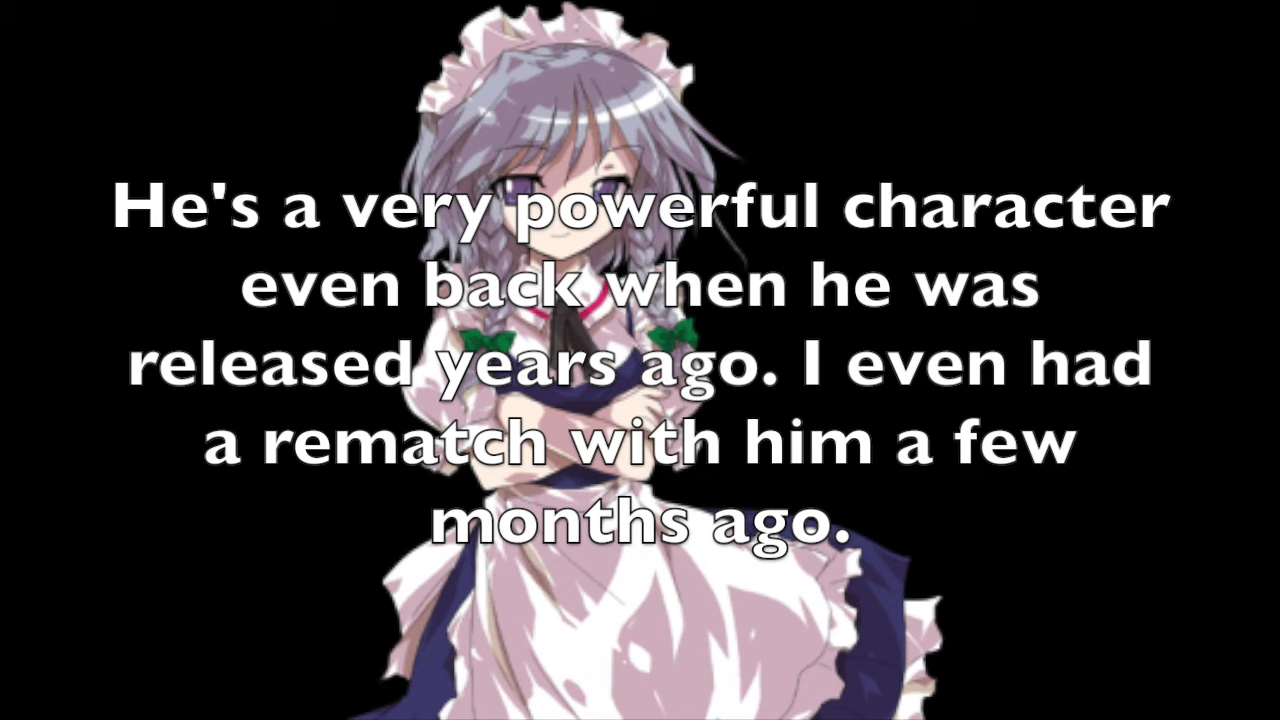 He's a very powerful character
even back when he was
released years ago. I even had
a rematch with him a few
months ago.